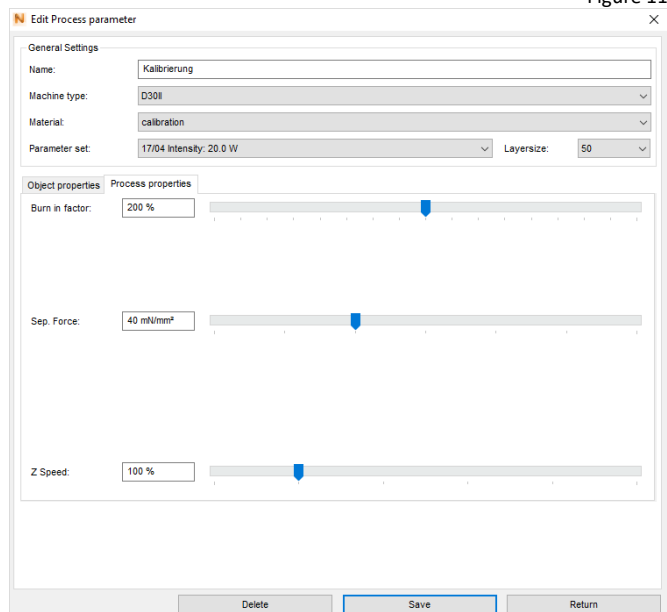 Figure 11
Edit Process parameter
General Settings
Name: Kalibrierung
Machine type: D30II
Material: calibration
Parameter set: 17/04 Intensity: 20.0 W Layersize: 50
Object properties Process properties
Burn in factor: 200 %
Sep. Force: 40 mN/mm²
Z Speed: 100 %
Delete Save Return